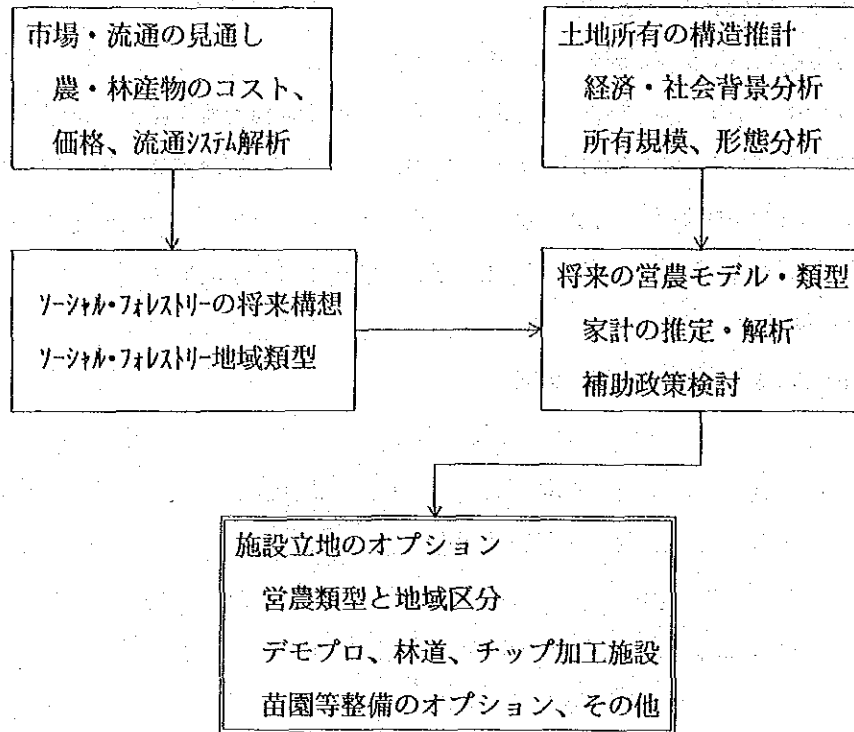 市場・流通の見通し
農・林産物のコスト、
価格、流通ｼｽﾃﾑ解析
土地所有の構造推計
経済・社会背景分析
所有規模、形態分析
ｿｰｼｬﾙ・ﾌｫﾚｽﾄﾘｰの将来構想
ｿｰｼｬﾙ・ﾌｫﾚｽﾄﾘｰ地域類型
将来の営農モデル・類型
家計の推定・解析
補助政策検討
施設立地のオプション
営農類型と地域区分
デモプロ、林道、チップ加工施設
苗園等整備のオプション、その他